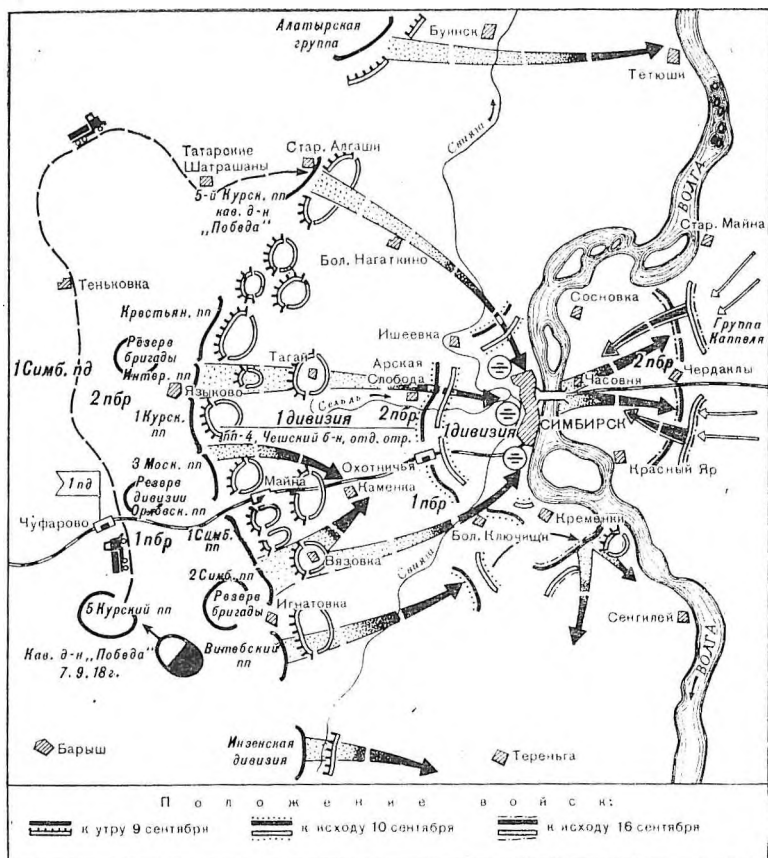 Алатырская
группа
Буинск
Тетюши
Свияга
ВОЛГА
Татарские
Шатрашаны
Стар. Алгаши
5-й Курск. пп
кав. д-н
„Победа"
Бол. Нагаткино
Стар. Майна
Теньковка
Крестьян. пп
Сосновка
Группа
Каппеля
Ишеевка
Резерв
бригады
Интер. пп
1 Симб. пд
2 пбр
Языково
Тагай
Арская
Слобода
2 пбр
Часовня
Чердаклы
Сельдь
1 дивизия
2 пбр
1 Курск. пп
пп-4, Чешский б-н, отд. отр.
1 дивизия
СИМБИРСК
3 Моск. пп
Резерв
дивизии
Орловск. пп
Майна
Охотничья
Каменка
1 пбр
Красный Яр
1 пд
Чуфарово
1 пбр
1 Симб.
пп
Вязовка
Бол. Ключищи
Кременки
2 Симб. пп
Резерв
бригады
Игнатовка
Свияга
5 Курский пп
Витебский
пп
Сенгилей
ВОЛГА
Кав. д-н „Победа"
7. 9. 18 г.
Барыш
Инзенская
дивизия
Тереньга
Положение войск:
к утру 9 сентября
к исходу 10 сентября
к исходу 16 сентября